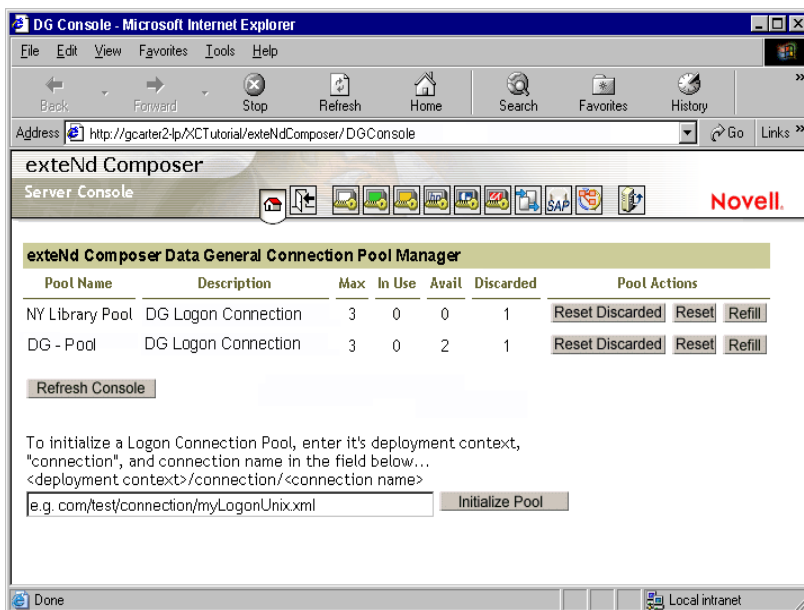 DG Console - Microsoft Internet Explorer
File Edit View Favorites Tools Help
Back Forward Stop Refresh Home Search Favorites History »
Address http://gcarter2-lp/XCTutorial/exteNdComposer/DGConsole Go Links »
exteNd Composer
Server Console
SAP
Novell.
exteNd Composer Data General Connection Pool Manager
Pool Name Description Max In Use Avail Discarded Pool Actions
NY Library Pool DG Logon Connection 3 0 0 1 Reset Discarded Reset Refill
DG - Pool DG Logon Connection 3 0 2 1 Reset Discarded Reset Refill
Refresh Console
To initialize a Logon Connection Pool, enter it's deployment context,
"connection", and connection name in the field below...
<deployment context>/connection/<connection name>
e.g. com/test/connection/myLogonUnix.xml Initialize Pool
Done Local intranet